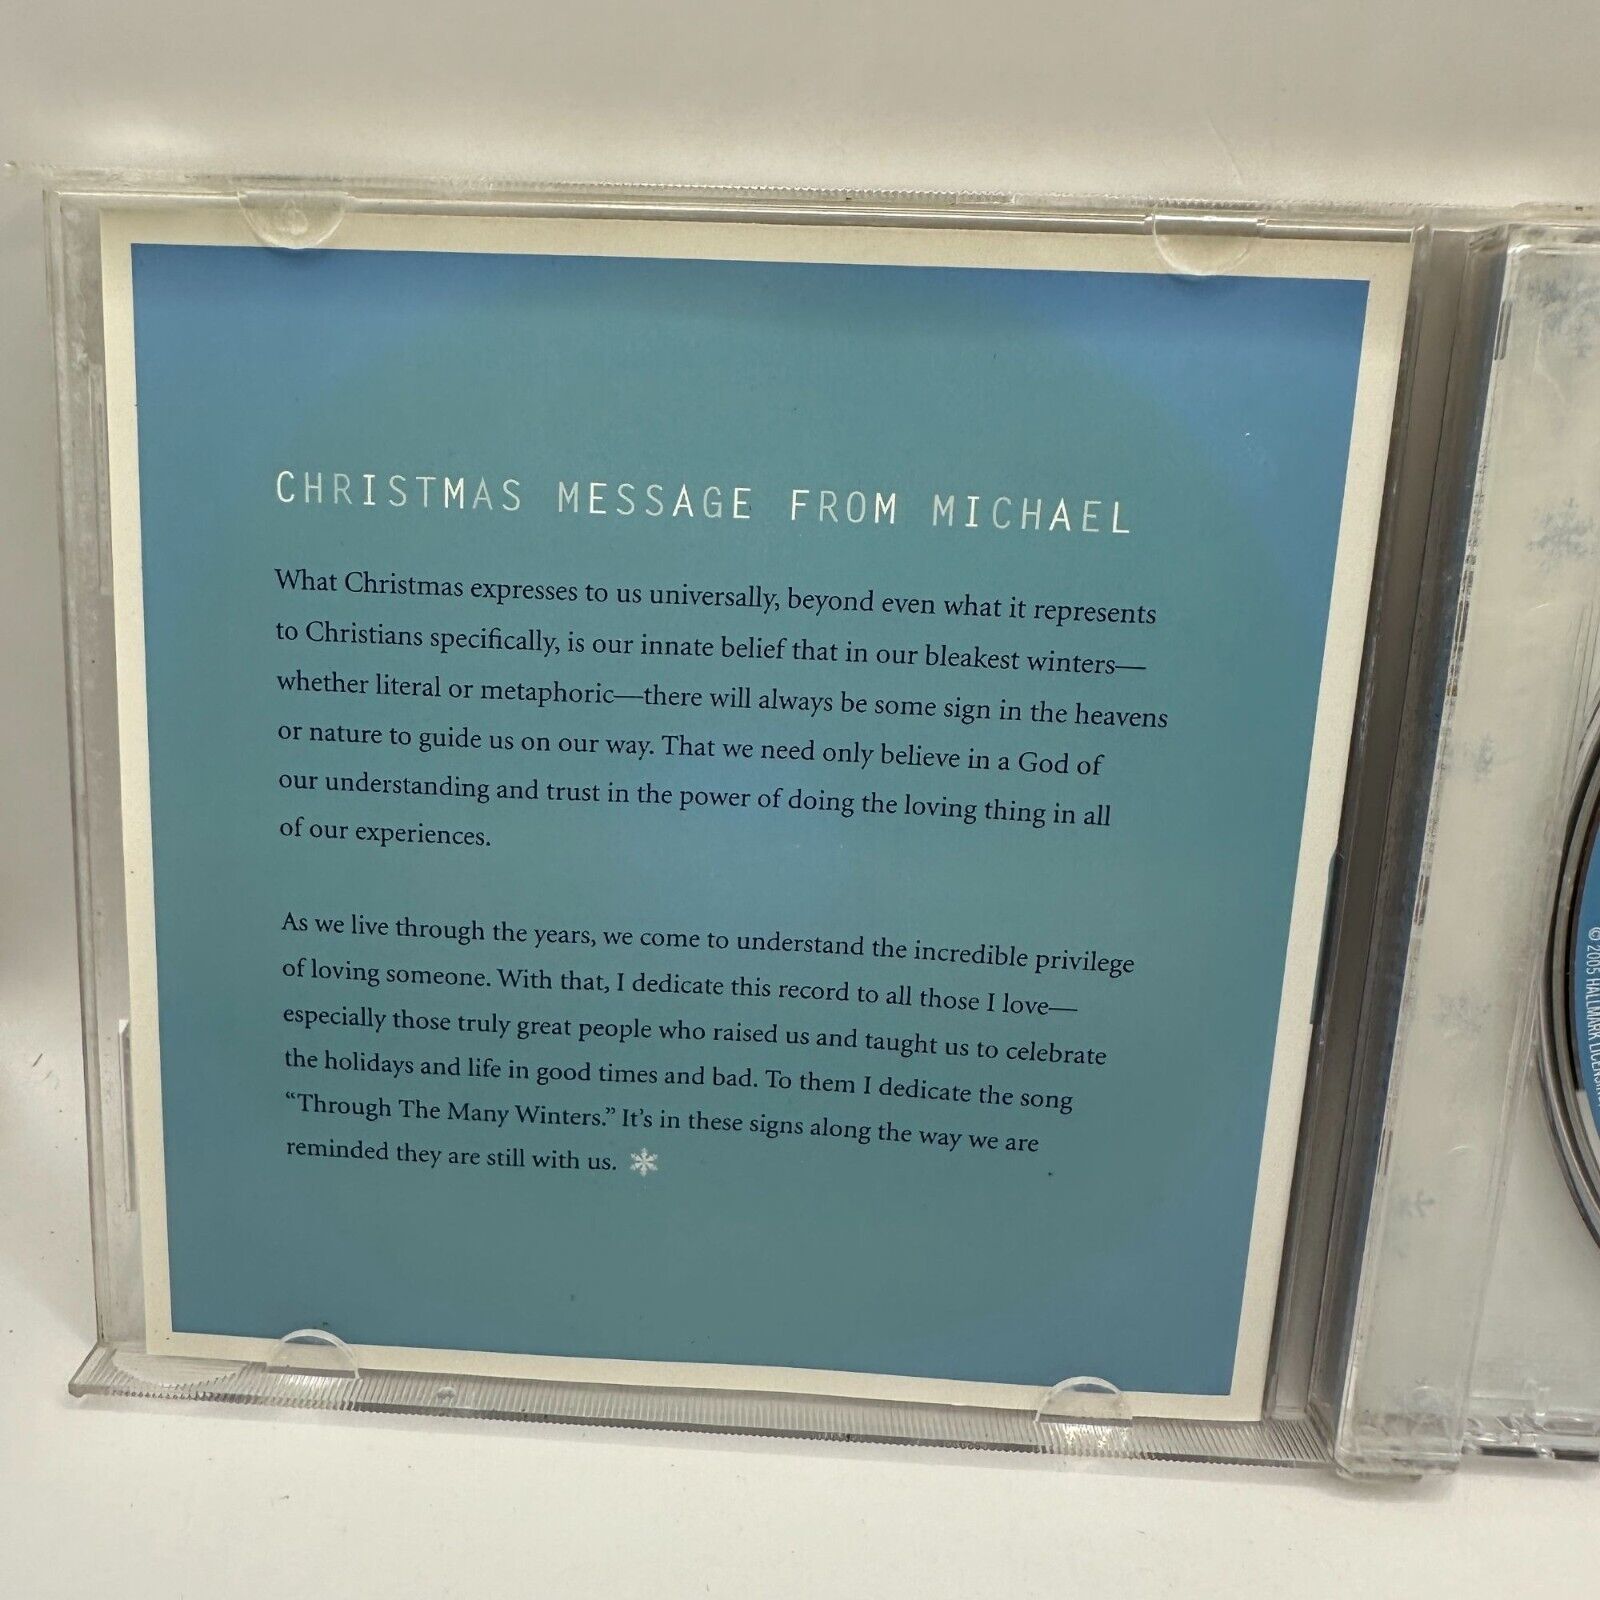 CHRISTMAS MESSAGE FROM MICHAEL
What Christmas expresses to us universally, beyond even what it represents
to Christians specifically, is our innate belief that in our bleakest winters—
whether literal or metaphoric—there will always be some sign in the heavens
or nature to guide us on our way. That we need only believe in a God of
our understanding and trust in the power of doing the loving thing in all
of our experiences.
As we live through the years, we come to understand the incredible privilege
of loving someone. With that, I dedicate this record to all those I love—
especially those truly great people who raised us and taught us to celebrate
the holidays and life in good times and bad. To them I dedicate the song
“Through The Many Winters.” It’s in these signs along the way we are
reminded they are still with us.
© 2005 HALLMARK